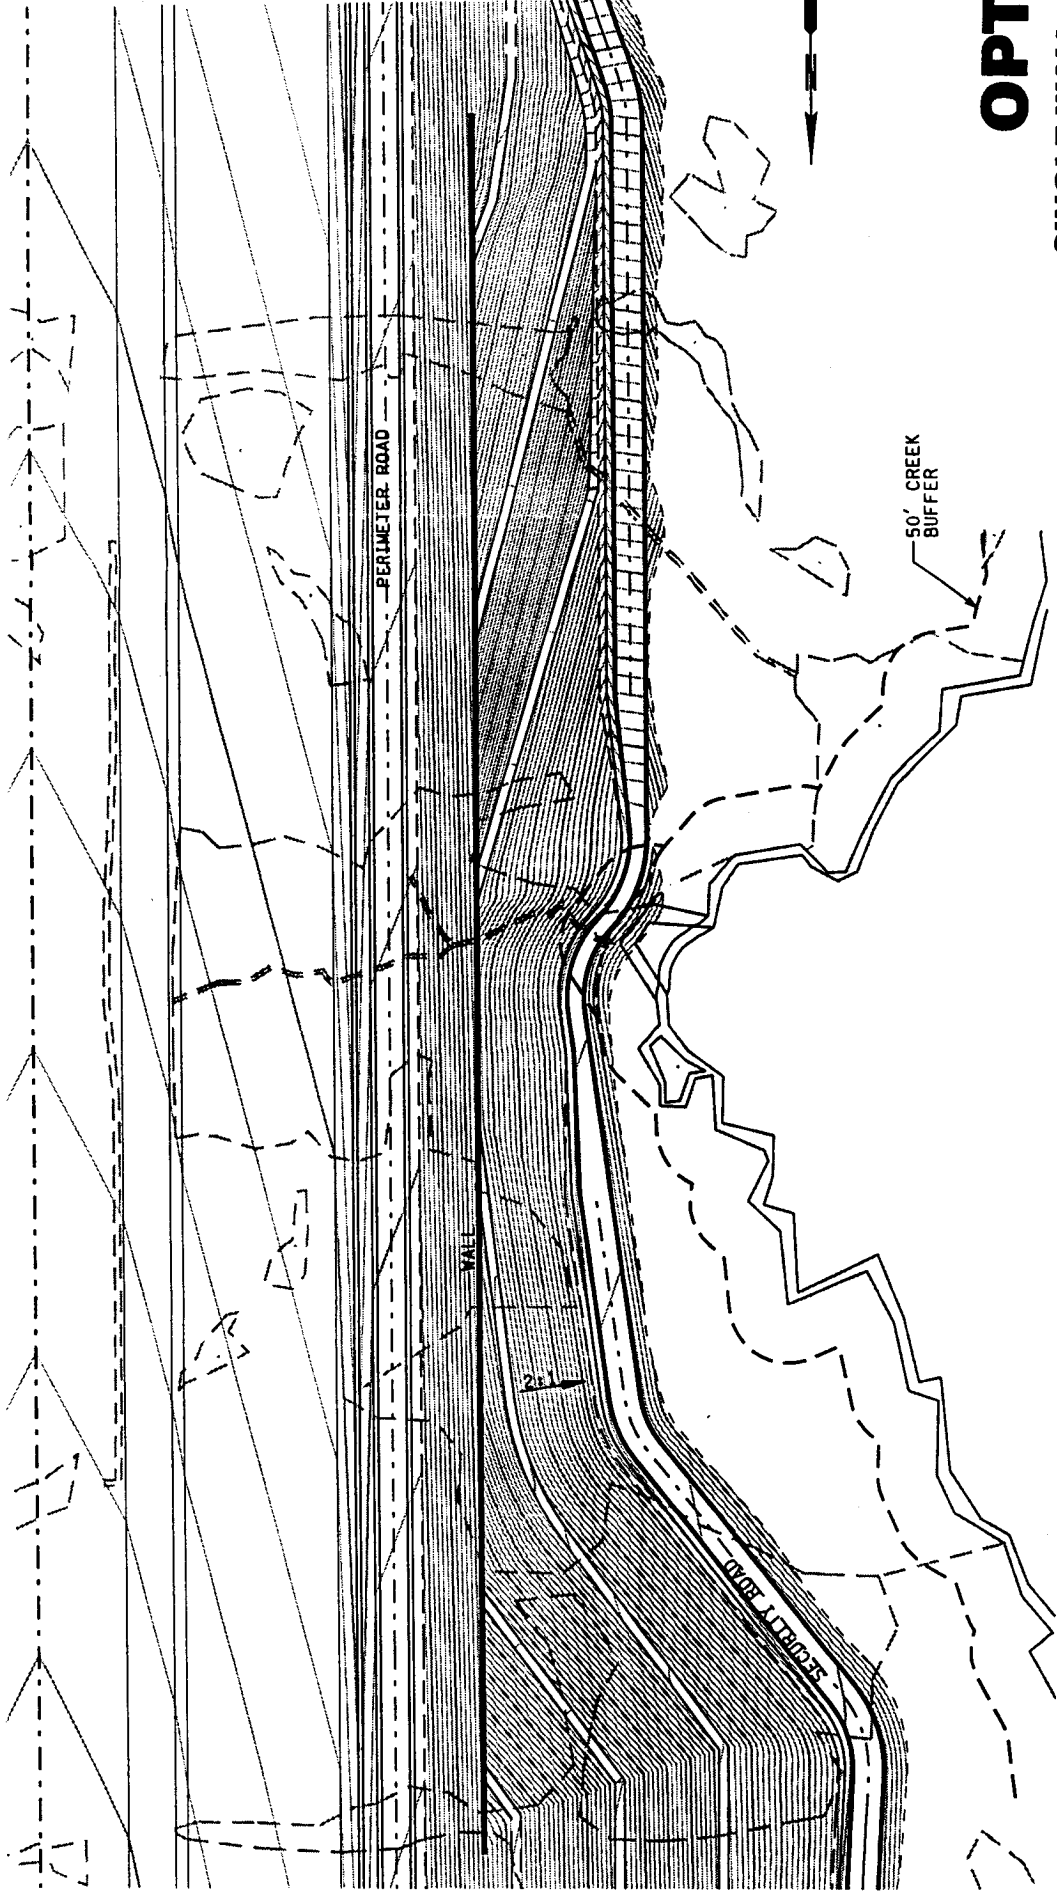 PERIMETER ROAD
WALL
2:1
SECURITY ROAD
50' CREEK
BUFFER
N
OPT